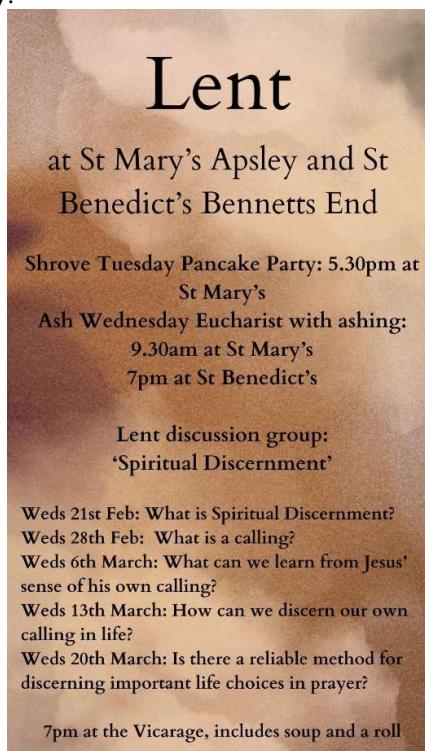 Lent
at St Mary's Apsley and St
Benedict's Bennetts End
Shrove Tuesday Pancake Party: 5.30pm at
St Mary's
Ash Wednesday Eucharist with ashing:
9.30am at St Mary's
7pm at St Benedict's
Lent discussion group:
'Spiritual Discernment'
Weds 21st Feb: What is Spiritual Discernment?
Weds 28th Feb:  What is a calling?
Weds 6th March: What can we learn from Jesus'
sense of his own calling?
Weds 13th March: How can we discern our own
calling in life?
Weds 20th March: Is there a reliable method for
discerning important life choices in prayer?
7pm at the Vicarage, includes soup and a roll